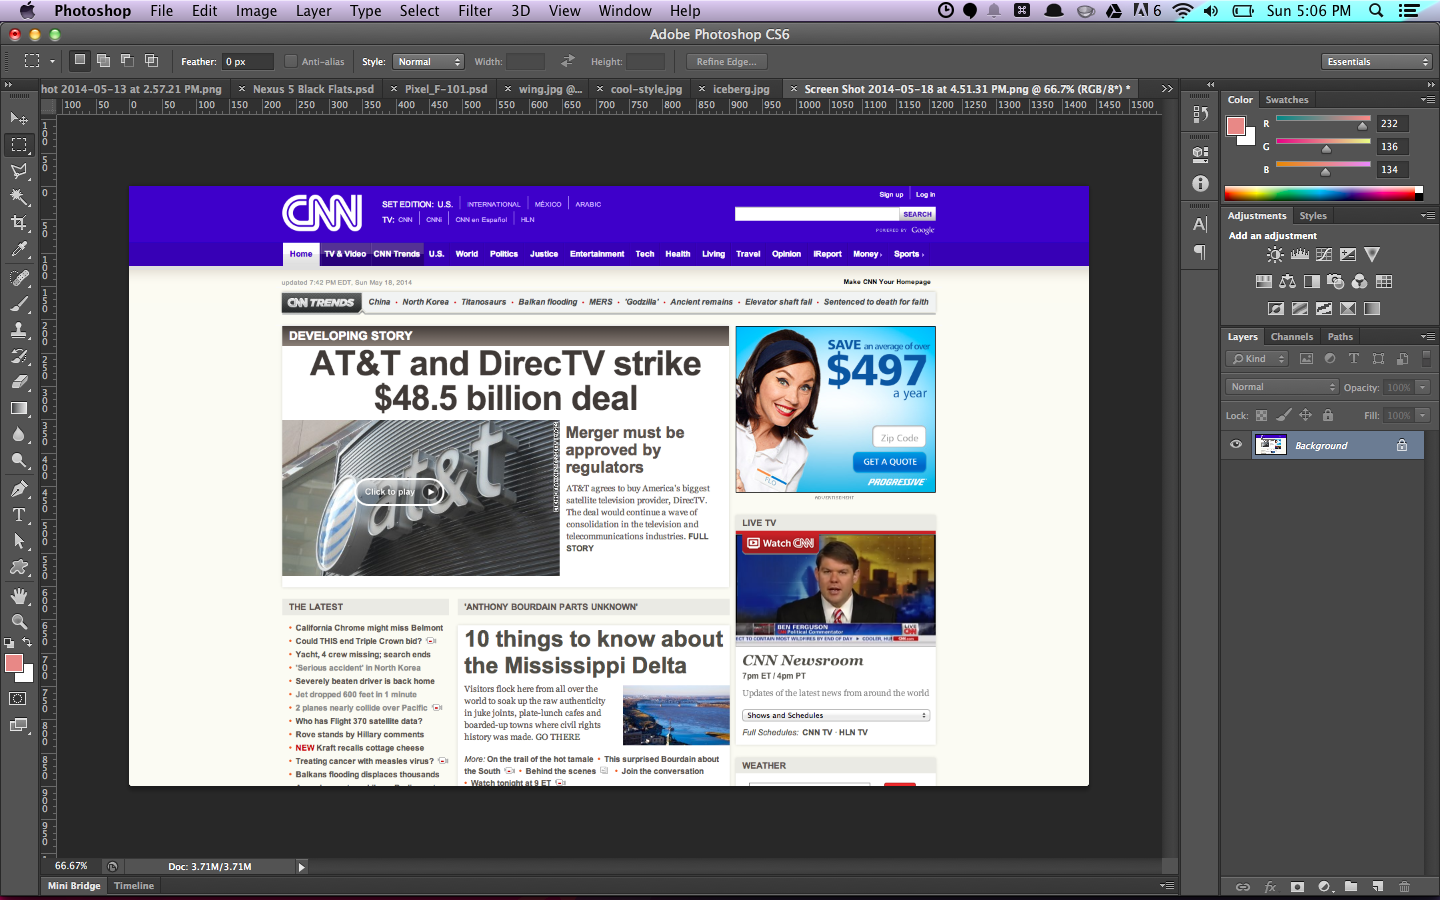 Photoshop File Edit Image Layer Type Select Filter 3D View Window Help
6 Sun 5:06 PM
Adobe Photoshop CS6
Feather: 0 px Anti-alias Style: Normal Width: Height: Refine Edge... Essentials
hot 2014-05-13 at 2.57.21 PM.png × Nexus 5 Black Flats.psd × Pixel_F-101.psd × wing.jpg @... × cool-style.jpg × iceberg.jpg × Screen Shot 2014-05-18 at 4.51.31 PM.png @ 66.7% (RGB/8*) *
100 50 0 50 100 150 200 250 300 350 400 450 500 550 600 650 700 750 800 850 900 950 1000 1050 1100 1150 1200 1250 1300 1350 1400 1450 1500
CNN
SET EDITION: U.S. INTERNATIONAL MÉXICO ARABIC
TV: CNN CNNi CNN en Español HLN
Sign up Log in
SEARCH
POWERED BY Google
Home TV & Video CNN Trends U.S. World Politics Justice Entertainment Tech Health Living Travel Opinion iReport Money Sports
updated 7:42 PM EDT, Sun May 18, 2014
Make CNN Your Homepage
CNN TRENDS China • North Korea • Titanosaurs • Balkan flooding • MERS • 'Godzilla' • Ancient remains • Elevator shaft fall • Sentenced to death for faith
DEVELOPING STORY
AT&T and DirecTV strike
$48.5 billion deal
at&t
Click to play
Merger must be
approved by
regulators
AT&T agrees to buy America's biggest
satellite television provider, DirecTV.
The deal would continue a wave of
consolidation in the television and
telecommunications industries. FULL
STORY
SAVE an average of over
$497
a year
Zip Code
GET A QUOTE
FLO
PROGRESSIVE
ADVERTISEMENT
LIVE TV
Watch CNN
BEN FERGUSON
CNN Political Commentator
LIVE
CNN
ECT TO CONTAIN MOST WILDFIRES BY END OF DAY • COOLER, HU
CNN Newsroom
7pm ET / 4pm PT
Updates of the latest news from around the world
Shows and Schedules
Full Schedules: CNN TV · HLN TV
WEATHER
THE LATEST
• California Chrome might miss Belmont
• Could THIS end Triple Crown bid?
• Yacht, 4 crew missing; search ends
• 'Serious accident' in North Korea
• Severely beaten driver is back home
• Jet dropped 600 feet in 1 minute
• 2 planes nearly collide over Pacific
• Who has Flight 370 satellite data?
• Rove stands by Hillary comments
• NEW Kraft recalls cottage cheese
• Treating cancer with measles virus?
• Balkans flooding displaces thousands
'ANTHONY BOURDAIN PARTS UNKNOWN'
10 things to know about
the Mississippi Delta
Visitors flock here from all over the
world to soak up the raw authenticity
in juke joints, plate-lunch cafes and
boarded-up towns where civil rights
history was made. GO THERE
More: On the trail of the hot tamale • This surprised Bourdain about
the South • Behind the scenes • Join the conversation
• Watch tonight at 9 ET
66.67% Doc: 3.71M/3.71M
Mini Bridge Timeline
Color Swatches
R 232
G 136
B 134
Adjustments Styles
Add an adjustment
Layers Channels Paths
Kind
Normal Opacity: 100%
Lock: Fill: 100%
Background
fx